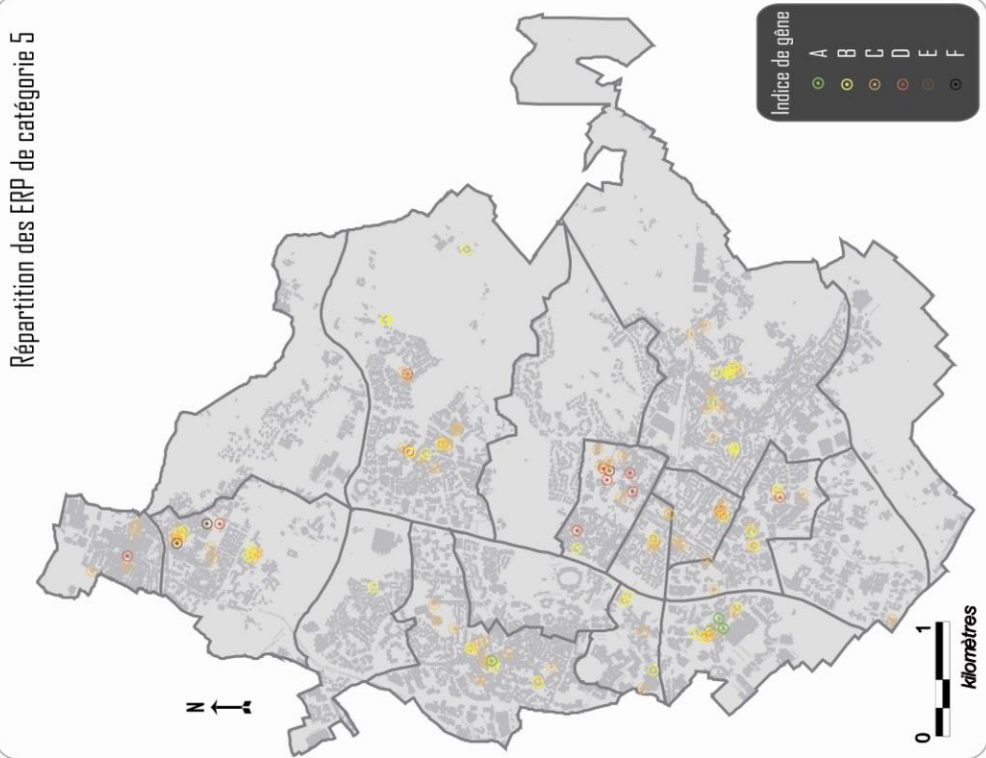 Répartition des ERP de catégorie 5
Indice de gêne
A
B
C
D
E
F
N
0 1
kilomètres